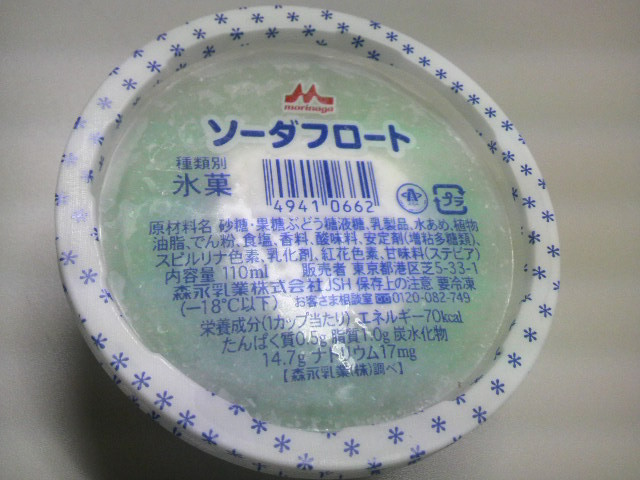 morinaga
ソーダフロート
種類別
氷菓
4941 0662
プラ
原材料名 砂糖・果糖ぶどう糖液糖、乳製品、水あめ、植物
油脂、でん粉、食塩、香料、酸味料、安定剤(増粘多糖類)、
スピルリナ色素、乳化剤、紅花色素、甘味料(ステビア)
内容量 110ml 販売者 東京都港区芝5-33-1
森永乳業株式会社JSH 保存上の注意 要冷凍
(-18℃以下) お客さま相談室 0120-082-749
栄養成分(1カップ当たり) エネルギー70kcal
たんぱく質0.5g 脂質1.0g 炭水化物
14.7g ナトリウム17mg
【森永乳業(株)調べ】